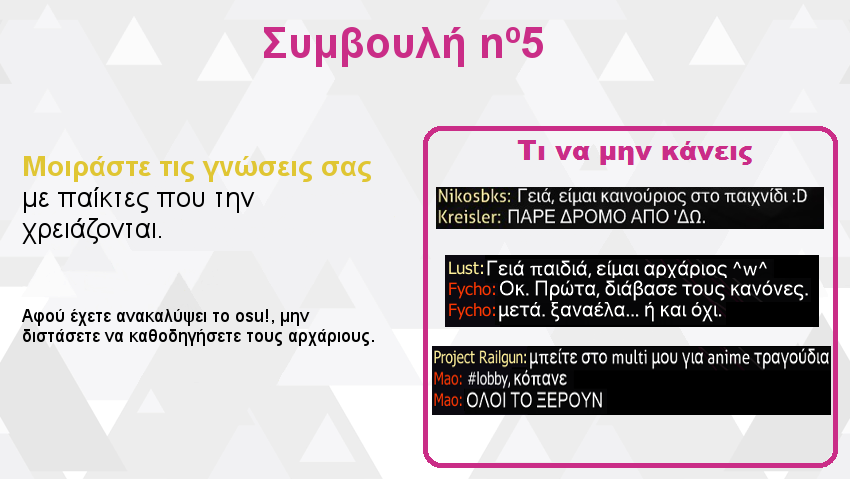 Συμβουλή nº5
Μοιράστε τις γνώσεις σας
με παίκτες που την
χρειάζονται.
Αφού έχετε ανακαλύψει το osu!, μην
διστάσετε να καθοδηγήσετε τους αρχάριους.
Τι να μην κάνεις
Nikosbks: Γειά, είμαι καινούριος στο παιχνίδι :D
Kreisler: ΠΑΡΕ ΔΡΟΜΟ ΑΠΟ 'ΔΩ.
Lust: Γειά παιδιά, είμαι αρχάριος ^w^
Fycho: Οκ. Πρώτα, διάβασε τους κανόνες.
Fycho: μετά. ξαναέλα... ή και όχι.
Project Railgun: μπείτε στο multi μου για anime τραγούδια
Mao: #lobby, κόπανε
Mao: ΟΛΟΙ ΤΟ ΞΕΡΟΥΝ